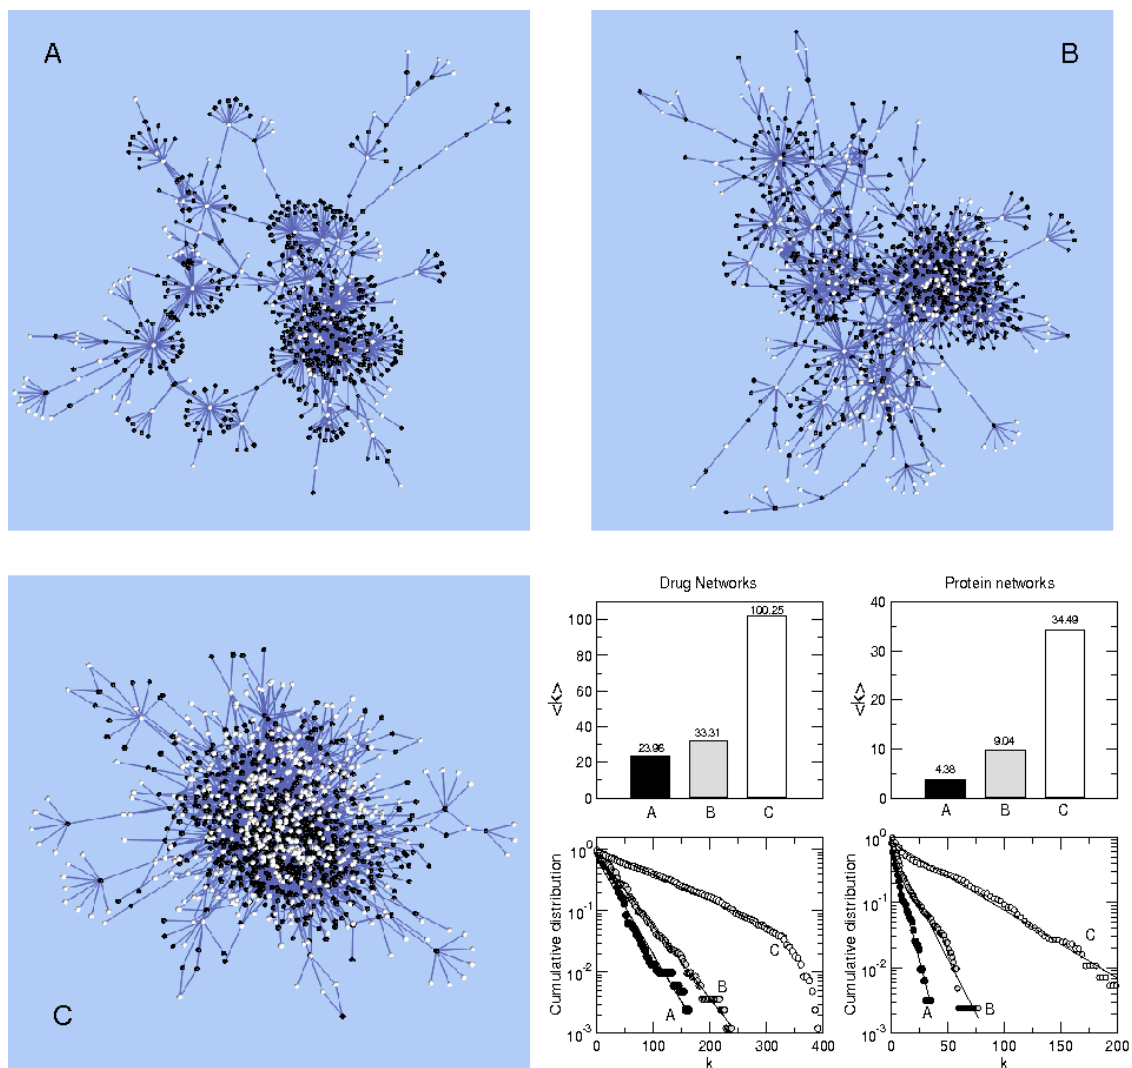 A
B
C
Drug Networks
100
80
60
40
20
0
<k>
23.96
33.31
100.25
A
B
C
Protein networks
40
30
20
10
0
<k>
4.38
9.04
34.49
A
B
C
10^0
10^-1
10^-2
10^-3
Cumulative distribution
C
B
A
0
100
200
300
400
k
10^0
10^-1
10^-2
10^-3
Cumulative distribution
C
A
B
0
50
100
150
200
k